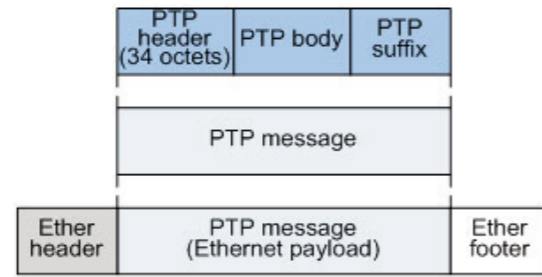 PTP
header
(34 octets)
PTP body
PTP
suffix
PTP message
Ether
header
PTP message
(Ethernet payload)
Ether
footer